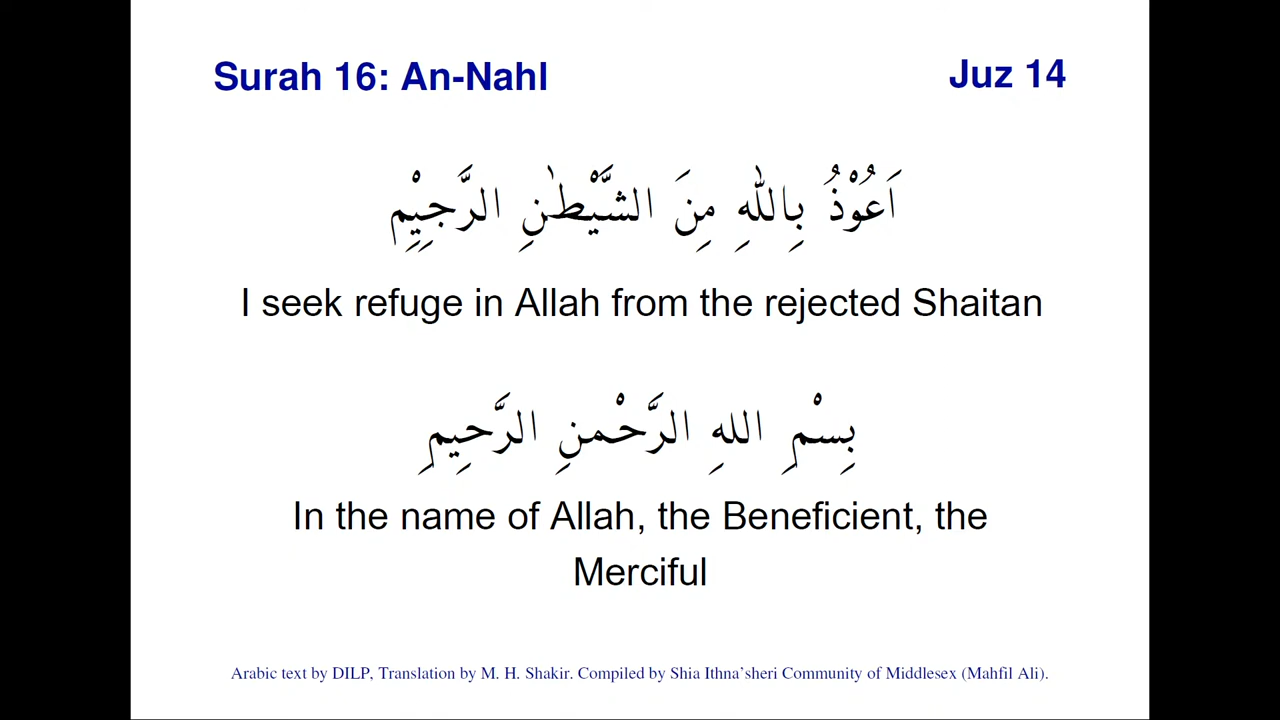 Surah 16: An-Nahl
Juz 14
اَعُوْذُ بِاللّٰهِ مِنَ الشَّيْطٰنِ الرَّجِيْمِ
I seek refuge in Allah from the rejected Shaitan
بِسْمِ اللهِ الرَّحْمنِ الرَّحِيمِ
In the name of Allah, the Beneficient, the
Merciful
Arabic text by DILP, Translation by M. H. Shakir. Compiled by Shia Ithna’sheri Community of Middlesex (Mahfil Ali).